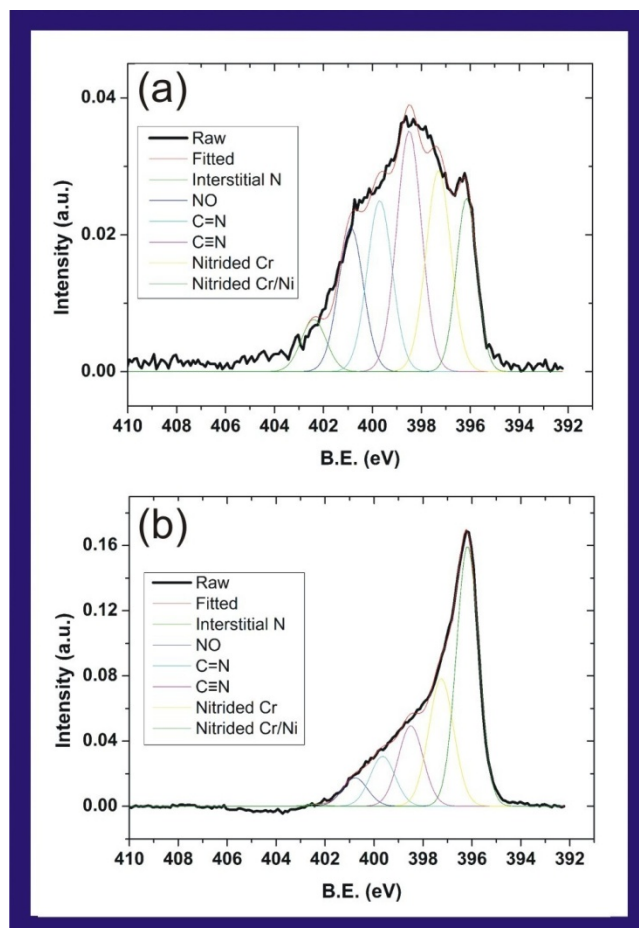 (a)
Raw
Fitted
Interstitial N
NO
C=N
C≡N
Nitrided Cr
Nitrided Cr/Ni
Intensity (a.u.)
0.04
0.02
0.00
410 408 406 404 402 400 398 396 394 392
B.E. (eV)
(b)
Raw
Fitted
Interstitial N
NO
C=N
C≡N
Nitrided Cr
Nitrided Cr/Ni
Intensity (a.u.)
0.16
0.12
0.08
0.04
0.00
410 408 406 404 402 400 398 396 394 392
B.E. (eV)